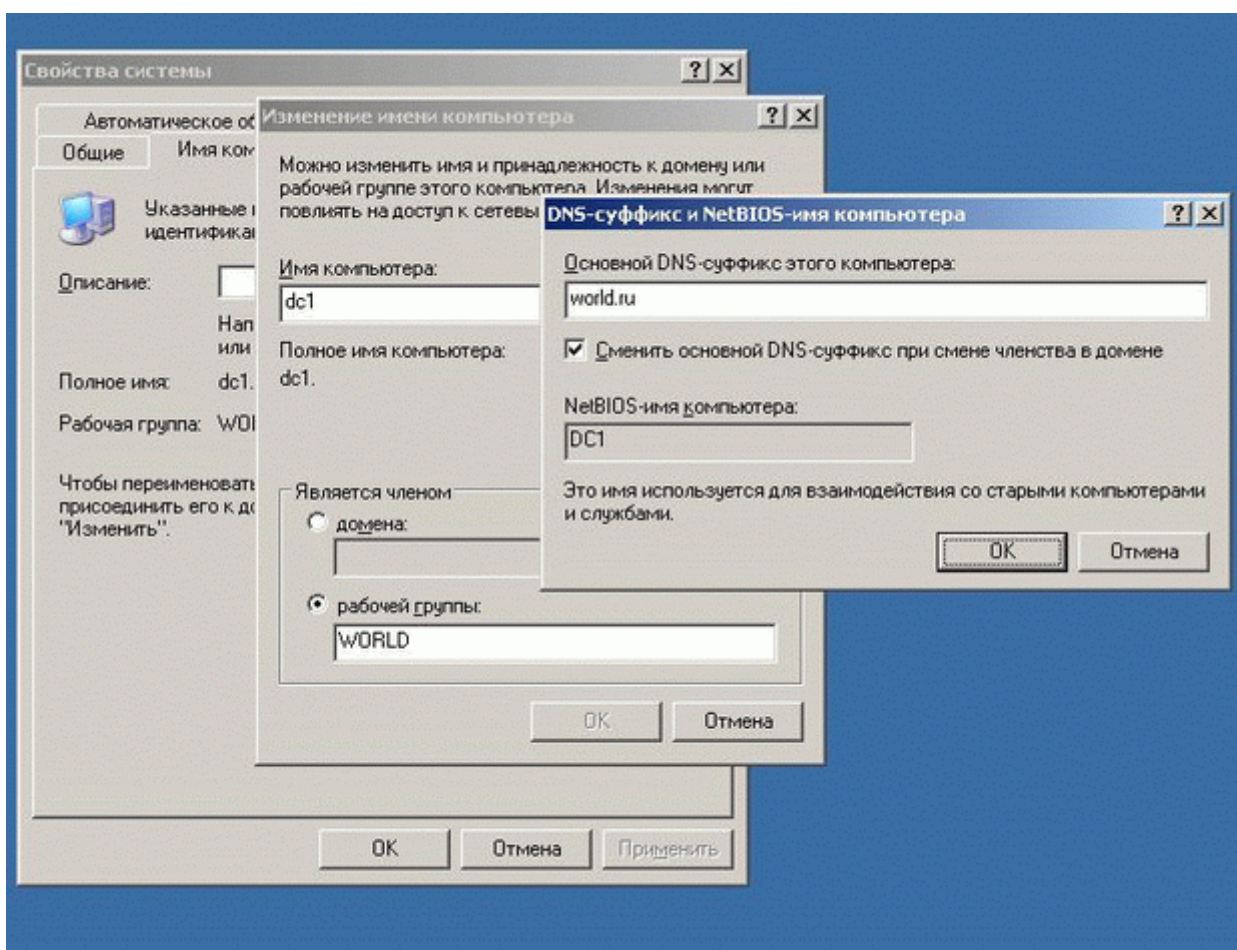 Свойства системы
Автоматическое об
Общие
Имя ком
Указанные
идентифика
Описание:
Нап
или
Полное имя: dc1.
Рабочая группа: WO
Чтобы переименовать
присоединить его к до
"Изменить".
OK
Отмена
Применить
Изменение имени компьютера
Можно изменить имя и принадлежность к домену или
рабочей группе этого компьютера. Изменения могут
повлиять на доступ к сетевы
Имя компьютера:
dc1
Полное имя компьютера:
dc1.
Является членом
домена:
рабочей группы:
WORLD
OK
Отмена
DNS-суффикс и NetBIOS-имя компьютера
Основной DNS-суффикс этого компьютера:
world.ru
Сменить основной DNS-суффикс при смене членства в домене
NetBIOS-имя компьютера:
DC1
Это имя используется для взаимодействия со старыми компьютерами
и службами.
OK
Отмена